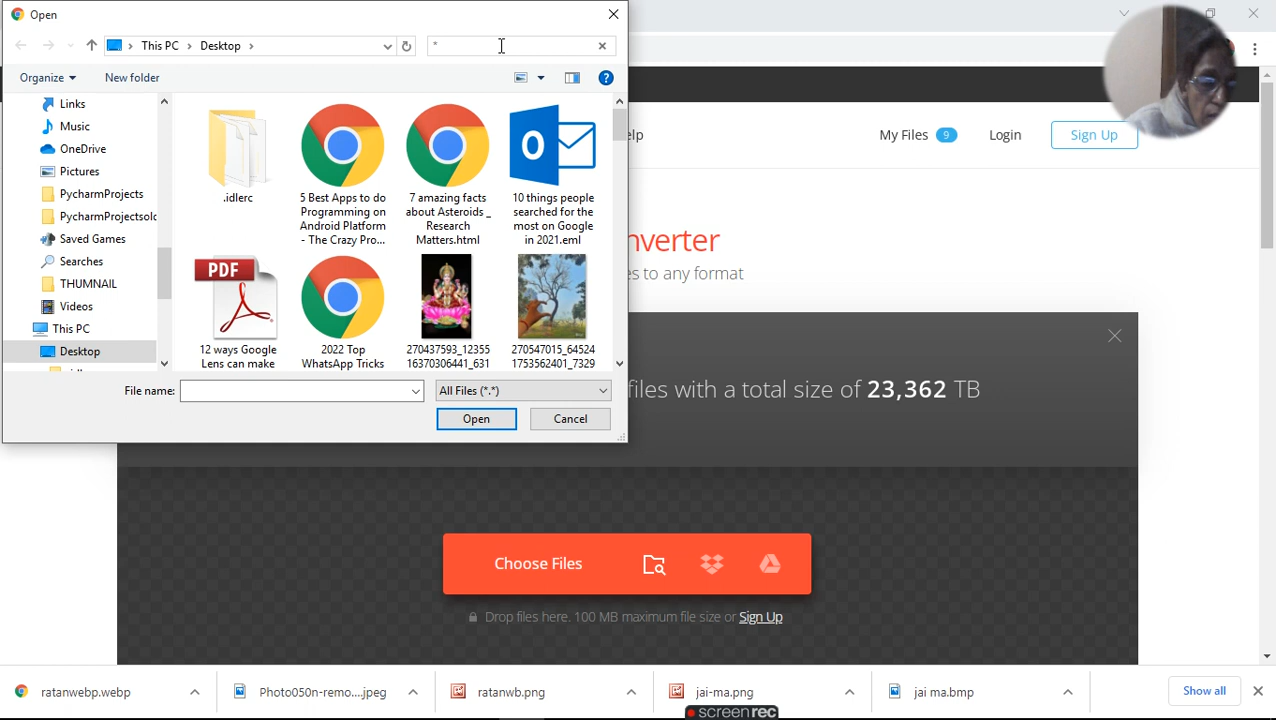 Open
This PC > Desktop >
*
Organize
New folder
Links
Music
OneDrive
Pictures
PycharmProjects
PycharmProjectsold
Saved Games
Searches
THUMNAIL
Videos
This PC
Desktop
.idlerc
5 Best Apps to do
Programming on
Android Platform
- The Crazy Pro...
7 amazing facts
about Asteroids _
Research
Matters.html
10 things people
searched for the
most on Google
in 2021.eml
PDF
12 ways Google
Lens can make
2022 Top
WhatsApp Tricks
270437593_12355
16370306441_631
270547015_64524
1753562401_7329
File name:
All Files (*.*)
Open
Cancel
My Files 9
Login
Sign Up
nverter
es to any format
files with a total size of 23,362 TB
Choose Files
Drop files here. 100 MB maximum file size or Sign Up
ratanwebp.webp
Photo050n-remo....jpeg
ratanwb.png
jai-ma.png
jai ma.bmp
Show all
screenrec